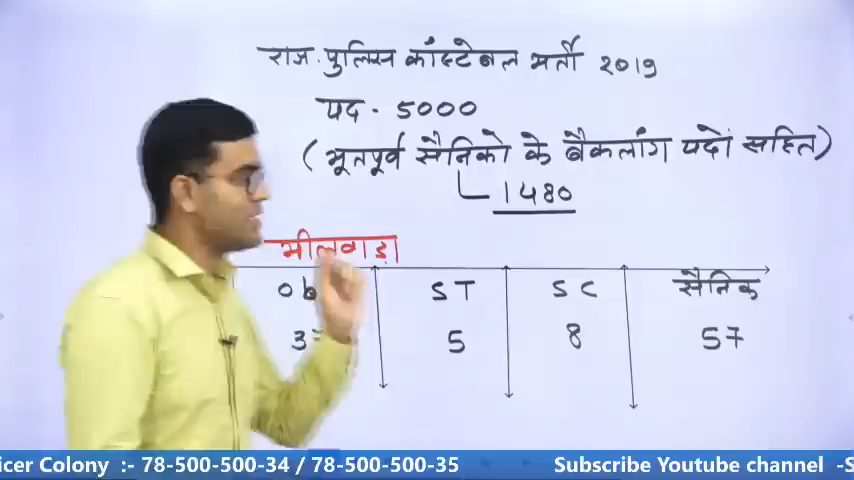 राज. पुलिस कांस्टेबल भर्ती 2019
पद - 5000
(भूतपूर्व सैनिको के बैकलांग पदों सहित)
1480
भीलवाड़ा
ob ST SC सैनिक
5 8 57
icer Colony :- 78-500-500-34 / 78-500-500-35 Subscribe Youtube channel -S